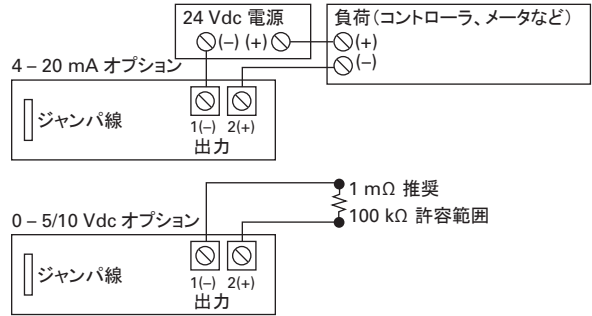 24 Vdc 電源
(–) (+)
負荷(コントローラ、メータなど)
(+)
(–)
4 – 20 mA オプション
ジャンパ線
1(–) 2(+)
出力
1 mΩ 推奨
100 kΩ 許容範囲
0 – 5/10 Vdc オプション
ジャンパ線
1(–) 2(+)
出力